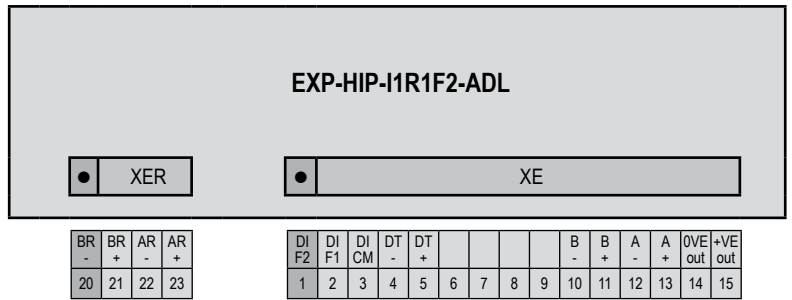 EXP-HIP-I1R1F2-ADL
XER XE
BR BR AR AR DI DI DI DT DT B B A A 0VE +VE
- + - + F2 F1 CM - + - + - + out out
20 21 22 23 1 2 3 4 5 6 7 8 9 10 11 12 13 14 15